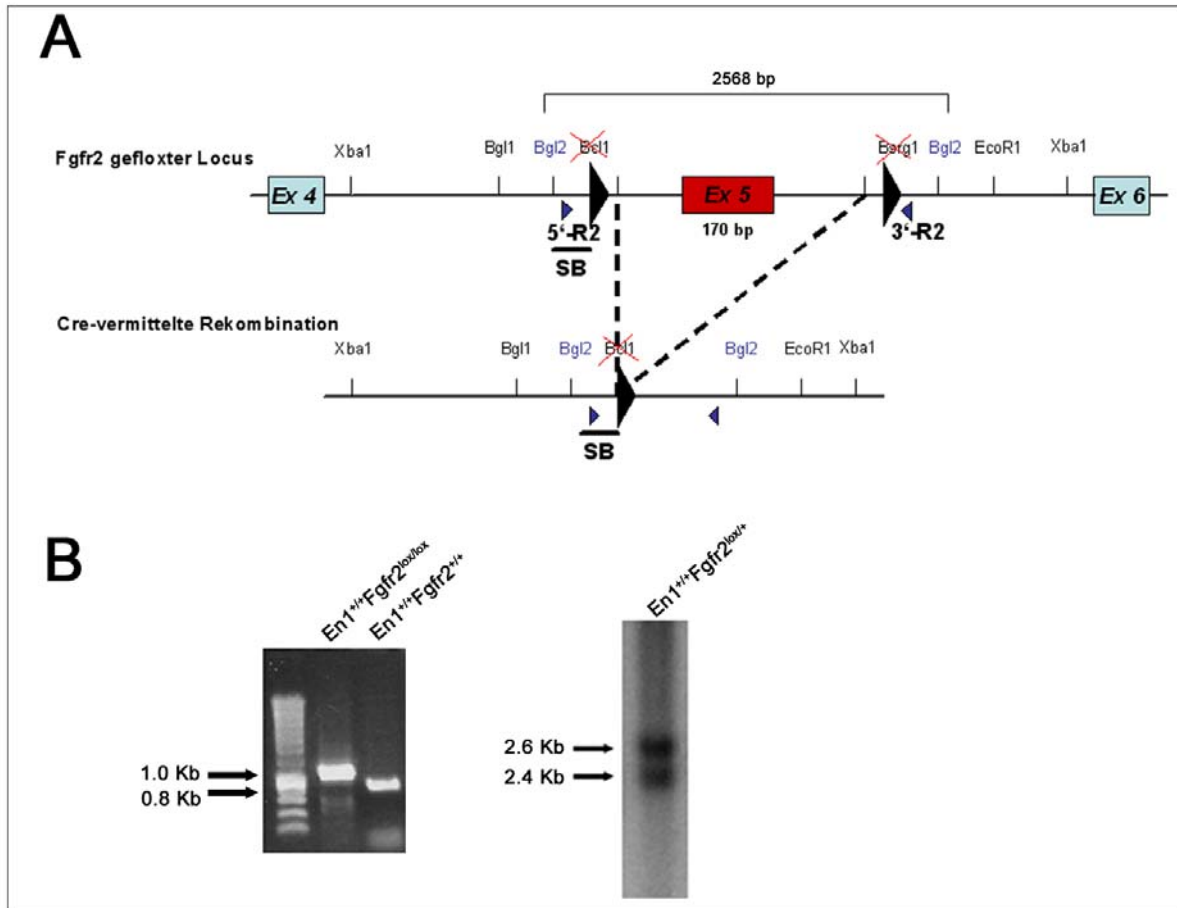 A
2568 bp
Fgfr2 gefloxter Locus
Xba1 Bgl1 Bgl2 Bcl1 Bsrg1 Bgl2 EcoR1 Xba1
Ex 4 Ex 5 Ex 6
5‘-R2 170 bp 3‘-R2
SB
Cre-vermittelte Rekombination
Xba1 Bgl1 Bgl2 Bcl1 Bgl2 EcoR1 Xba1
SB
B
En1+/+Fgfr2lox/lox
En1+/+Fgfr2+/+
En1+/+Fgfr2lox/+
1.0 Kb
0.8 Kb
2.6 Kb
2.4 Kb